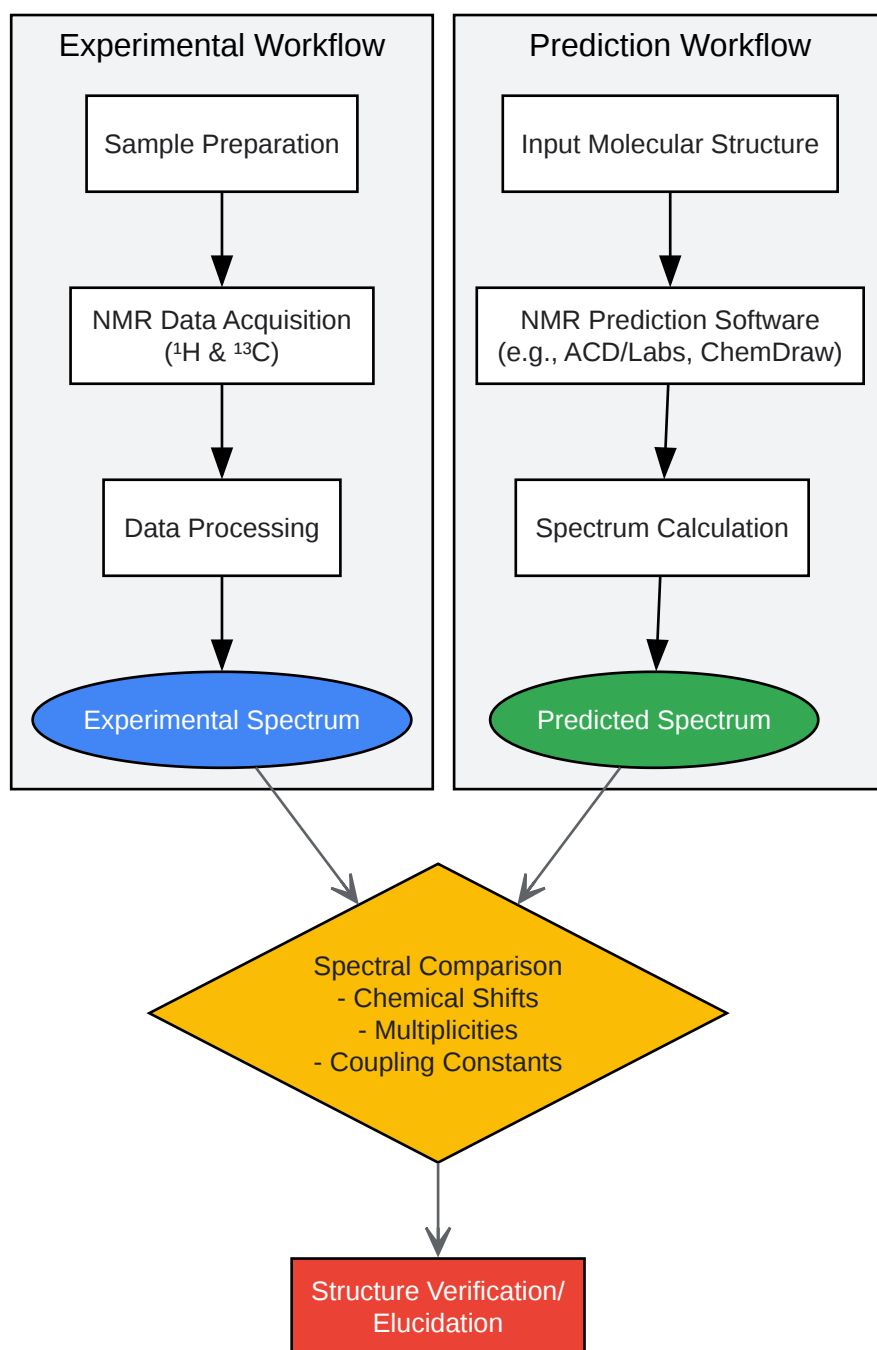 Experimental Workflow
Sample Preparation
NMR Data Acquisition
(¹H & ¹³C)
Data Processing
Experimental Spectrum
Prediction Workflow
Input Molecular Structure
NMR Prediction Software
(e.g., ACD/Labs, ChemDraw)
Spectrum Calculation
Predicted Spectrum
Spectral Comparison
- Chemical Shifts
- Multiplicities
- Coupling Constants
Structure Verification/
Elucidation